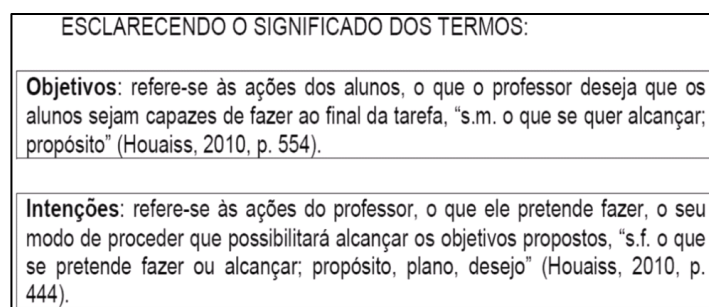 ESCLARECENDO O SIGNIFICADO DOS TERMOS:
Objetivos: refere-se às ações dos alunos, o que o professor deseja que os
alunos sejam capazes de fazer ao final da tarefa, “s.m. o que se quer alcançar;
propósito” (Houaiss, 2010, p. 554).
Intenções: refere-se às ações do professor, o que ele pretende fazer, o seu
modo de proceder que possibilitará alcançar os objetivos propostos, “s.f. o que
se pretende fazer ou alcançar; propósito, plano, desejo” (Houaiss, 2010, p.
444).